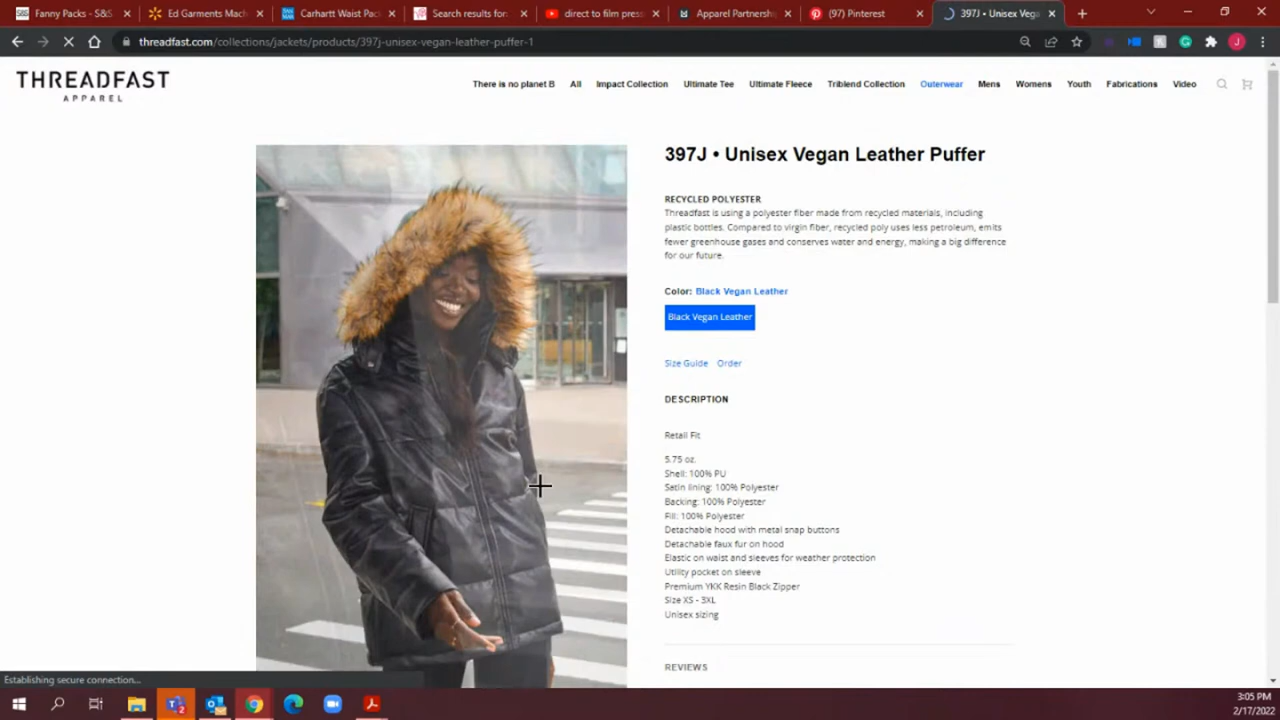 Fanny Packs - S&S
Ed Garments Mac
Carhartt Waist Pac
Search results for:
direct to film press
Apparel Partnership
(97) Pinterest
397J • Unisex Vega
threadfast.com/collections/jackets/products/397j-unisex-vegan-leather-puffer-1
J
THREADFAST
APPAREL
There is no planet B All Impact Collection Ultimate Tee Ultimate Fleece Triblend Collection Outerwear Mens Womens Youth Fabrications Video
397J • Unisex Vegan Leather Puffer
RECYCLED POLYESTER
Threadfast is using a polyester fiber made from recycled materials, including
plastic bottles. Compared to virgin fiber, recycled poly uses less petroleum, emits
fewer greenhouse gases and conserves water and energy, making a big difference
for our future.
Color: Black Vegan Leather
Black Vegan Leather
Size Guide Order
DESCRIPTION
Retail Fit
5.75 oz.
Shell: 100% PU
Satin lining: 100% Polyester
Backing: 100% Polyester
Fill: 100% Polyester
Detachable hood with metal snap buttons
Detachable faux fur on hood
Elastic on waist and sleeves for weather protection
Utility pocket on sleeve
Premium YKK Resin Black Zipper
Size XS - 3XL
Unisex sizing
REVIEWS
Establishing secure connection...
3:05 PM
2/17/2022